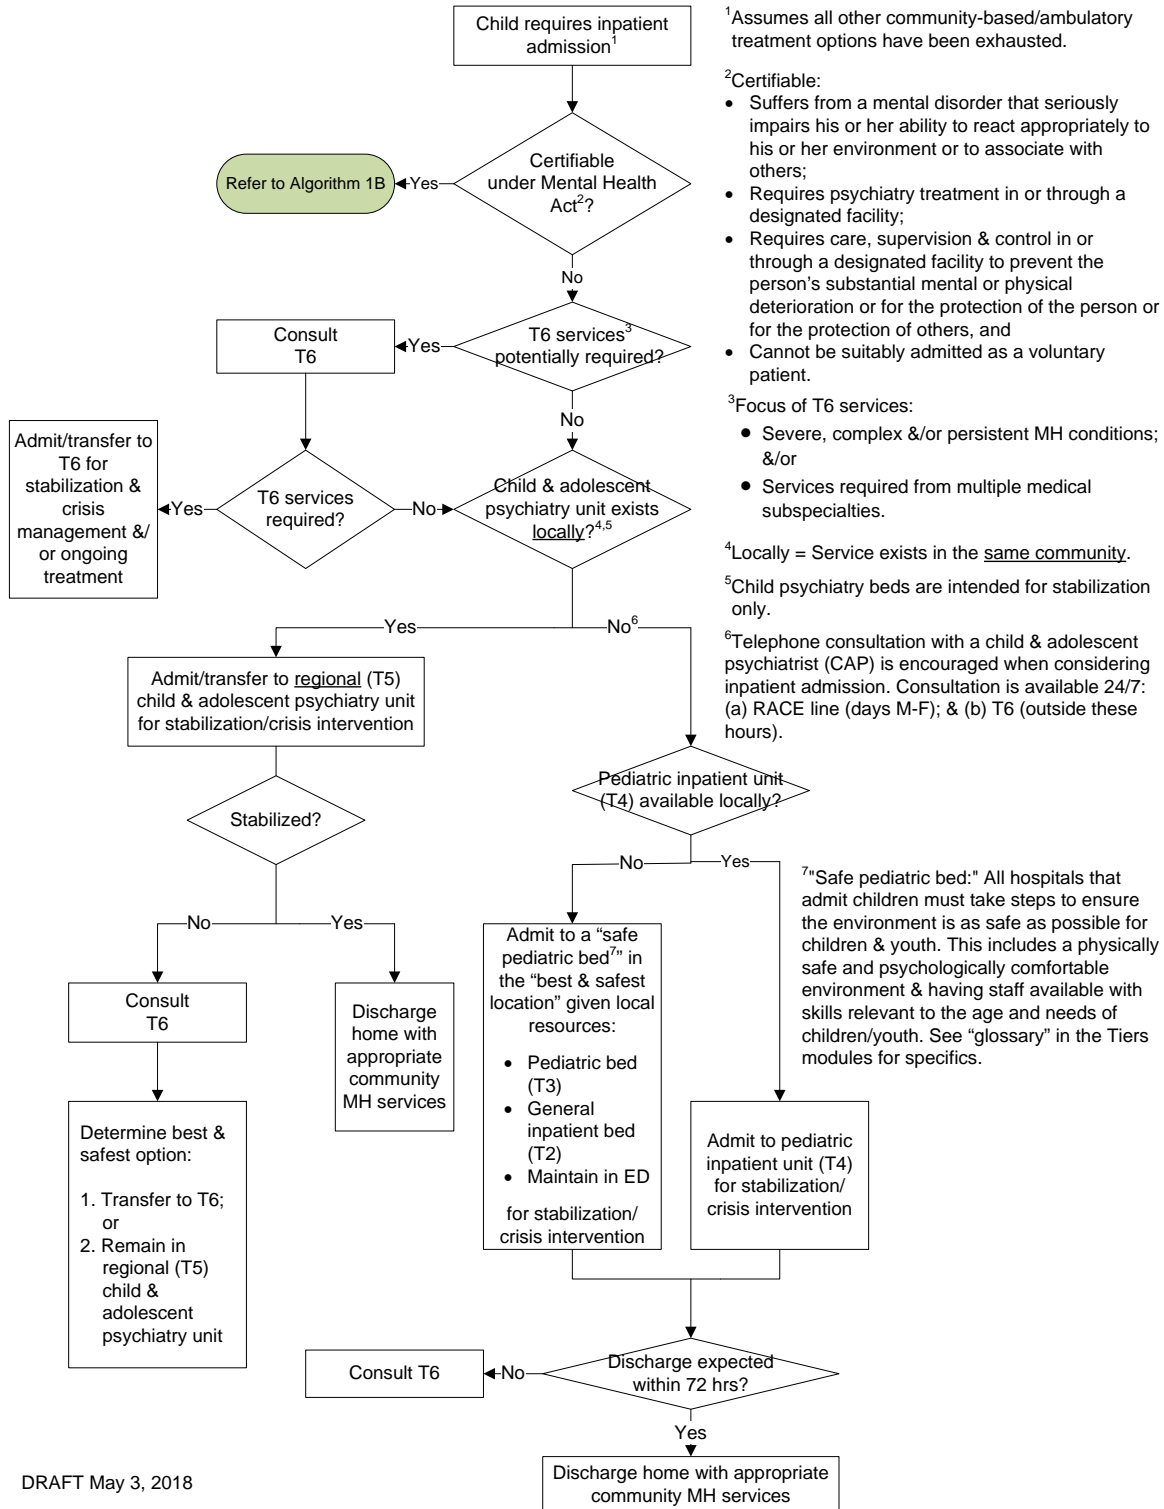 Child requires inpatient
admission1
1Assumes all other community-based/ambulatory
treatment options have been exhausted.
2Certifiable:
• Suffers from a mental disorder that seriously
impairs his or her ability to react appropriately to
his or her environment or to associate with
others;
• Requires psychiatry treatment in or through a
designated facility;
• Requires care, supervision & control in or
through a designated facility to prevent the
person's substantial mental or physical
deterioration or for the protection of the person or
for the protection of others, and
• Cannot be suitably admitted as a voluntary
patient.
3Focus of T6 services:
• Severe, complex &/or persistent MH conditions;
&/or
• Services required from multiple medical
subspecialties.
4Locally = Service exists in the same community.
5Child psychiatry beds are intended for stabilization
only.
6Telephone consultation with a child & adolescent
psychiatrist (CAP) is encouraged when considering
inpatient admission. Consultation is available 24/7:
(a) RACE line (days M-F); & (b) T6 (outside these
hours).
7"Safe pediatric bed:" All hospitals that
admit children must take steps to ensure
the environment is as safe as possible for
children & youth. This includes a physically
safe and psychologically comfortable
environment & having staff available with
skills relevant to the age and needs of
children/youth. See “glossary” in the Tiers
modules for specifics.
Certifiable
under Mental Health
Act2?
Yes
Refer to Algorithm 1B
No
T6 services3
potentially required?
Yes
Consult
T6
No
T6 services
required?
Yes
Admit/transfer to
T6 for
stabilization &
crisis
management &/
or ongoing
treatment
No
Child & adolescent
psychiatry unit exists
locally?4,5
Yes
No6
Admit/transfer to regional (T5)
child & adolescent psychiatry unit
for stabilization/crisis intervention
Stabilized?
No
Yes
Consult
T6
Discharge
home with
appropriate
community
MH services
Determine best &
safest option:
1. Transfer to T6;
or
2. Remain in
regional (T5)
child &
adolescent
psychiatry unit
Pediatric inpatient unit
(T4) available locally?
No
Yes
Admit to a “safe
pediatric bed7” in
the “best & safest
location” given local
resources:
• Pediatric bed
(T3)
• General
inpatient bed
(T2)
• Maintain in ED
for stabilization/
crisis intervention
Admit to pediatric
inpatient unit (T4)
for stabilization/
crisis intervention
Discharge expected
within 72 hrs?
No
Consult T6
Yes
Discharge home with appropriate
community MH services
DRAFT May 3, 2018